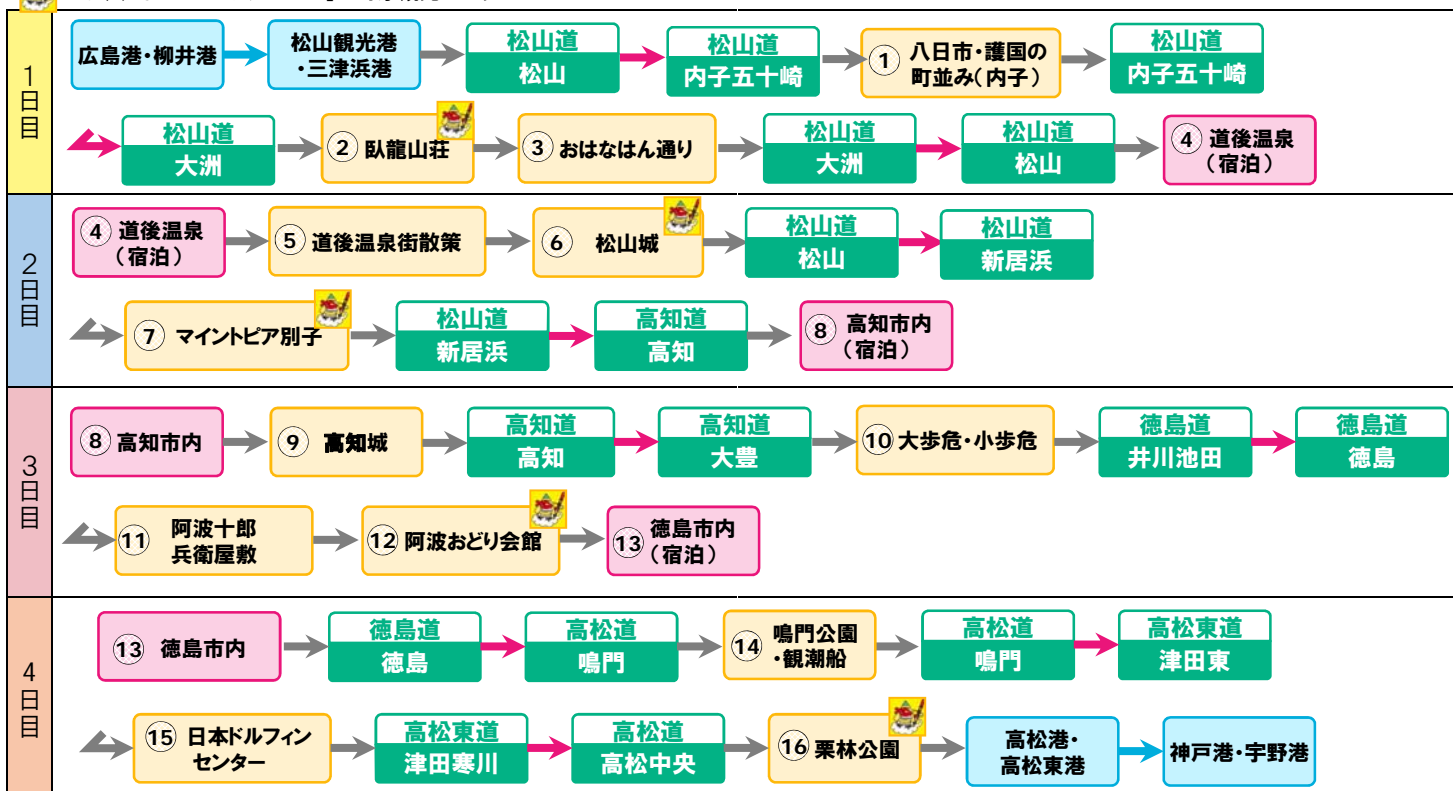 1日目
広島港・柳井港
松山観光港
・三津浜港
松山道
松山
松山道
内子五十崎
① 八日市・護国の
町並み(内子)
松山道
内子五十崎
松山道
大洲
② 臥龍山荘
③ おはなはん通り
松山道
大洲
松山道
松山
④ 道後温泉
(宿泊)
2日目
④ 道後温泉
(宿泊)
⑤ 道後温泉街散策
⑥ 松山城
松山道
松山
松山道
新居浜
⑦ マイントピア別子
松山道
新居浜
高知道
高知
⑧ 高知市内
(宿泊)
3日目
⑧ 高知市内
⑨ 高知城
高知道
高知
高知道
大豊
⑩ 大歩危・小歩危
徳島道
井川池田
徳島道
徳島
⑪ 阿波十郎
兵衛屋敷
⑫ 阿波おどり会館
⑬ 徳島市内
(宿泊)
4日目
⑬ 徳島市内
徳島道
徳島
高松道
鳴門
⑭ 鳴門公園
・観潮船
高松道
鳴門
高松東道
津田東
⑮ 日本ドルフィン
センター
高松東道
津田寒川
高松道
高松中央
⑯ 栗林公園
高松港・
高松東港
神戸港・宇野港